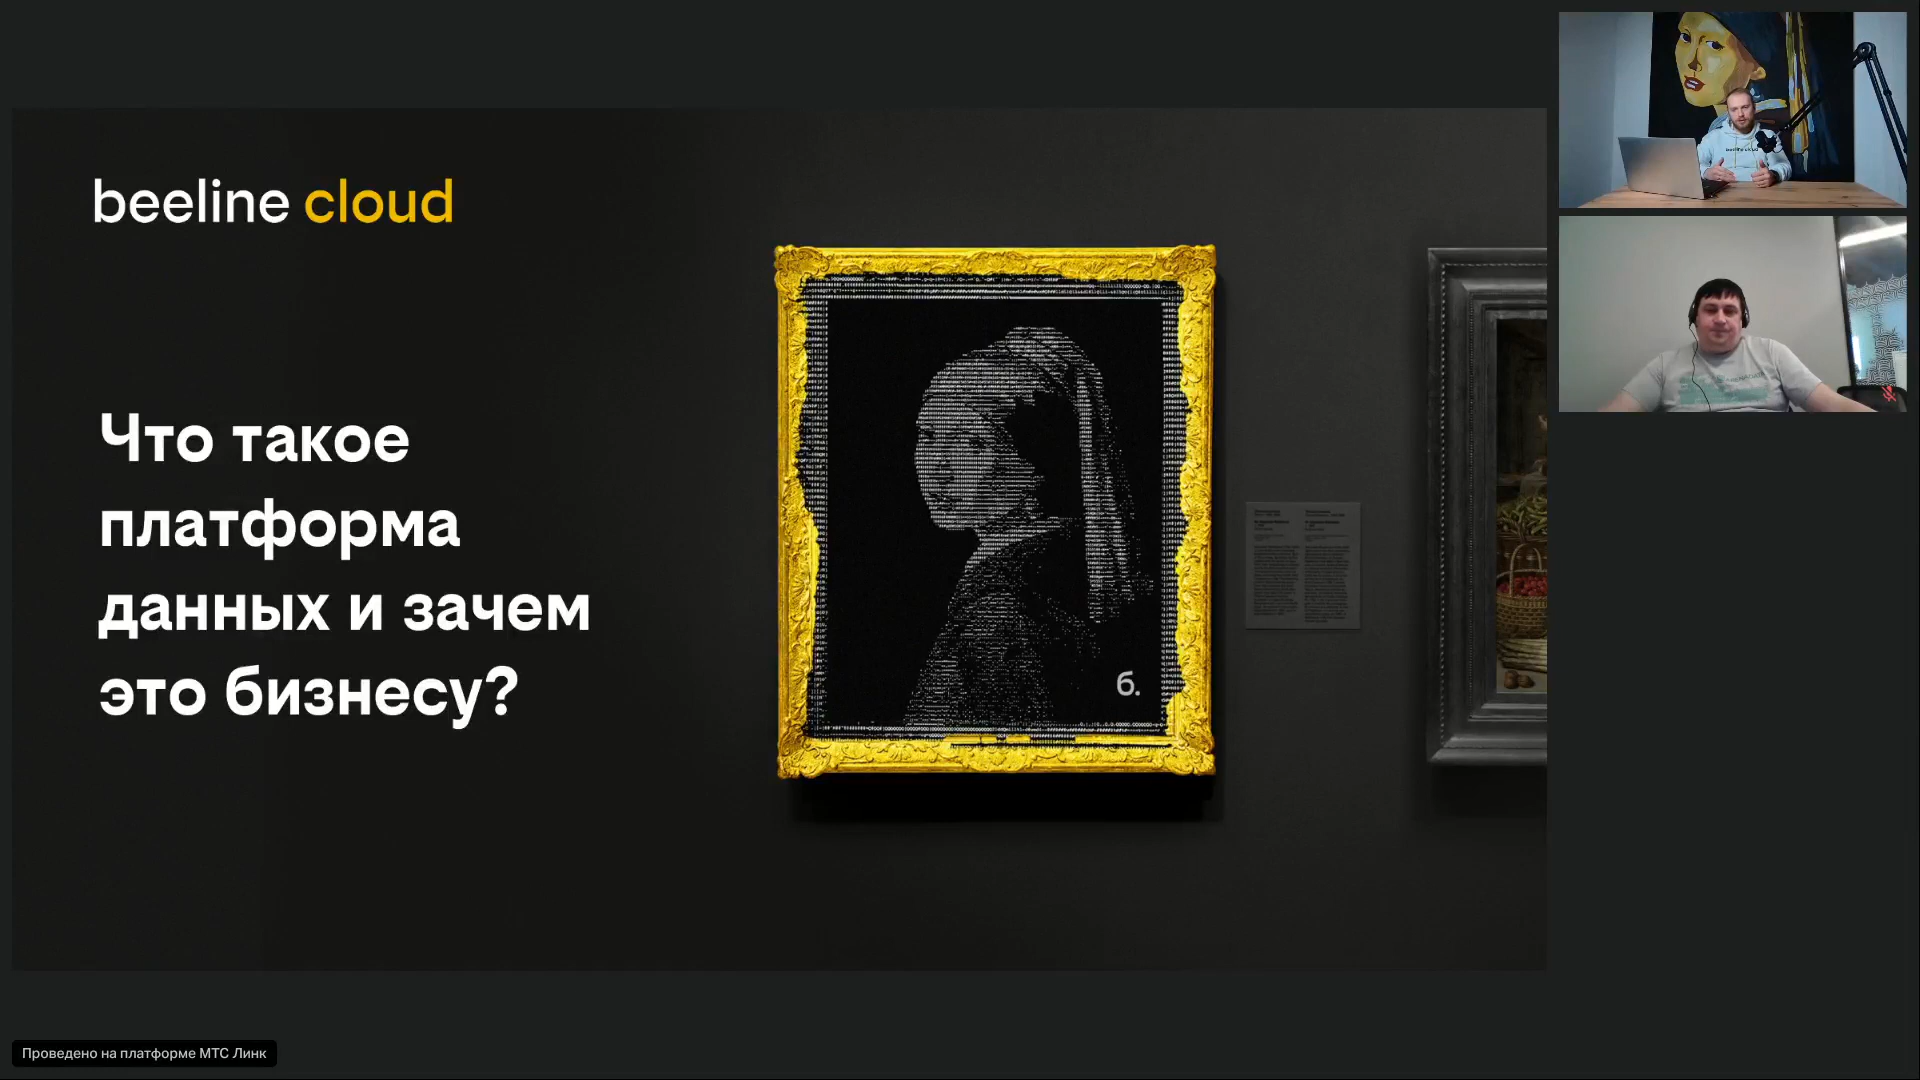 beeline cloud
Что такое
платформа
данных и зачем
это бизнесу?
б.
Проведено на платформе МТС Линк